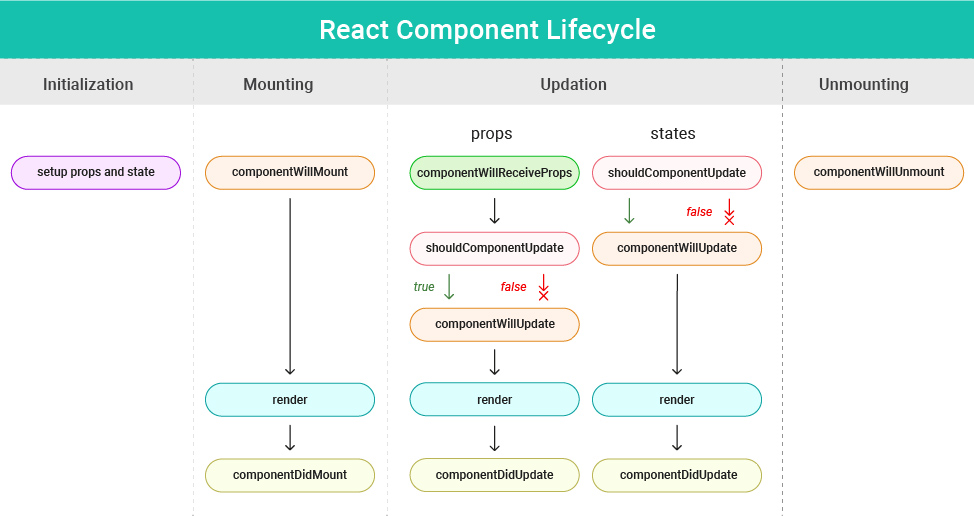 React Component Lifecycle
Initialization
Mounting
Updation
Unmounting
props
states
setup props and state
componentWillMount
componentWillReceiveProps
shouldComponentUpdate
componentWillUnmount
false
shouldComponentUpdate
componentWillUpdate
true
false
componentWillUpdate
render
render
render
componentDidMount
componentDidUpdate
componentDidUpdate